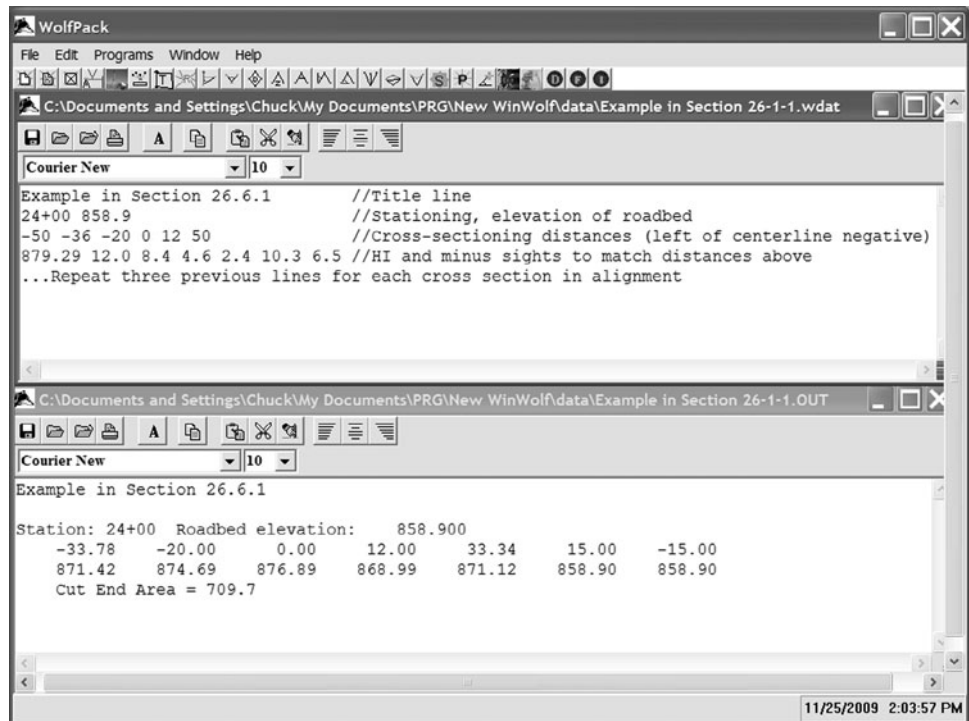 WolfPack
File Edit Programs Window Help
C:\Documents and Settings\Chuck\My Documents\PRG\New WinWolf\data\Example in Section 26-1-1.wdat
A
Courier New 10
Example in Section 26.6.1 //Title line
24+00 858.9 //Stationing, elevation of roadbed
-50 -36 -20 0 12 50 //Cross-sectioning distances (left of centerline negative)
879.29 12.0 8.4 4.6 2.4 10.3 6.5 //HI and minus sights to match distances above
...Repeat three previous lines for each cross section in alignment
C:\Documents and Settings\Chuck\My Documents\PRG\New WinWolf\data\Example in Section 26-1-1.OUT
A
Courier New 10
Example in Section 26.6.1
Station: 24+00 Roadbed elevation: 858.900
-33.78 -20.00 0.00 12.00 33.34 15.00 -15.00
871.42 874.69 876.89 868.99 871.12 858.90 858.90
Cut End Area = 709.7
11/25/2009 2:03:57 PM